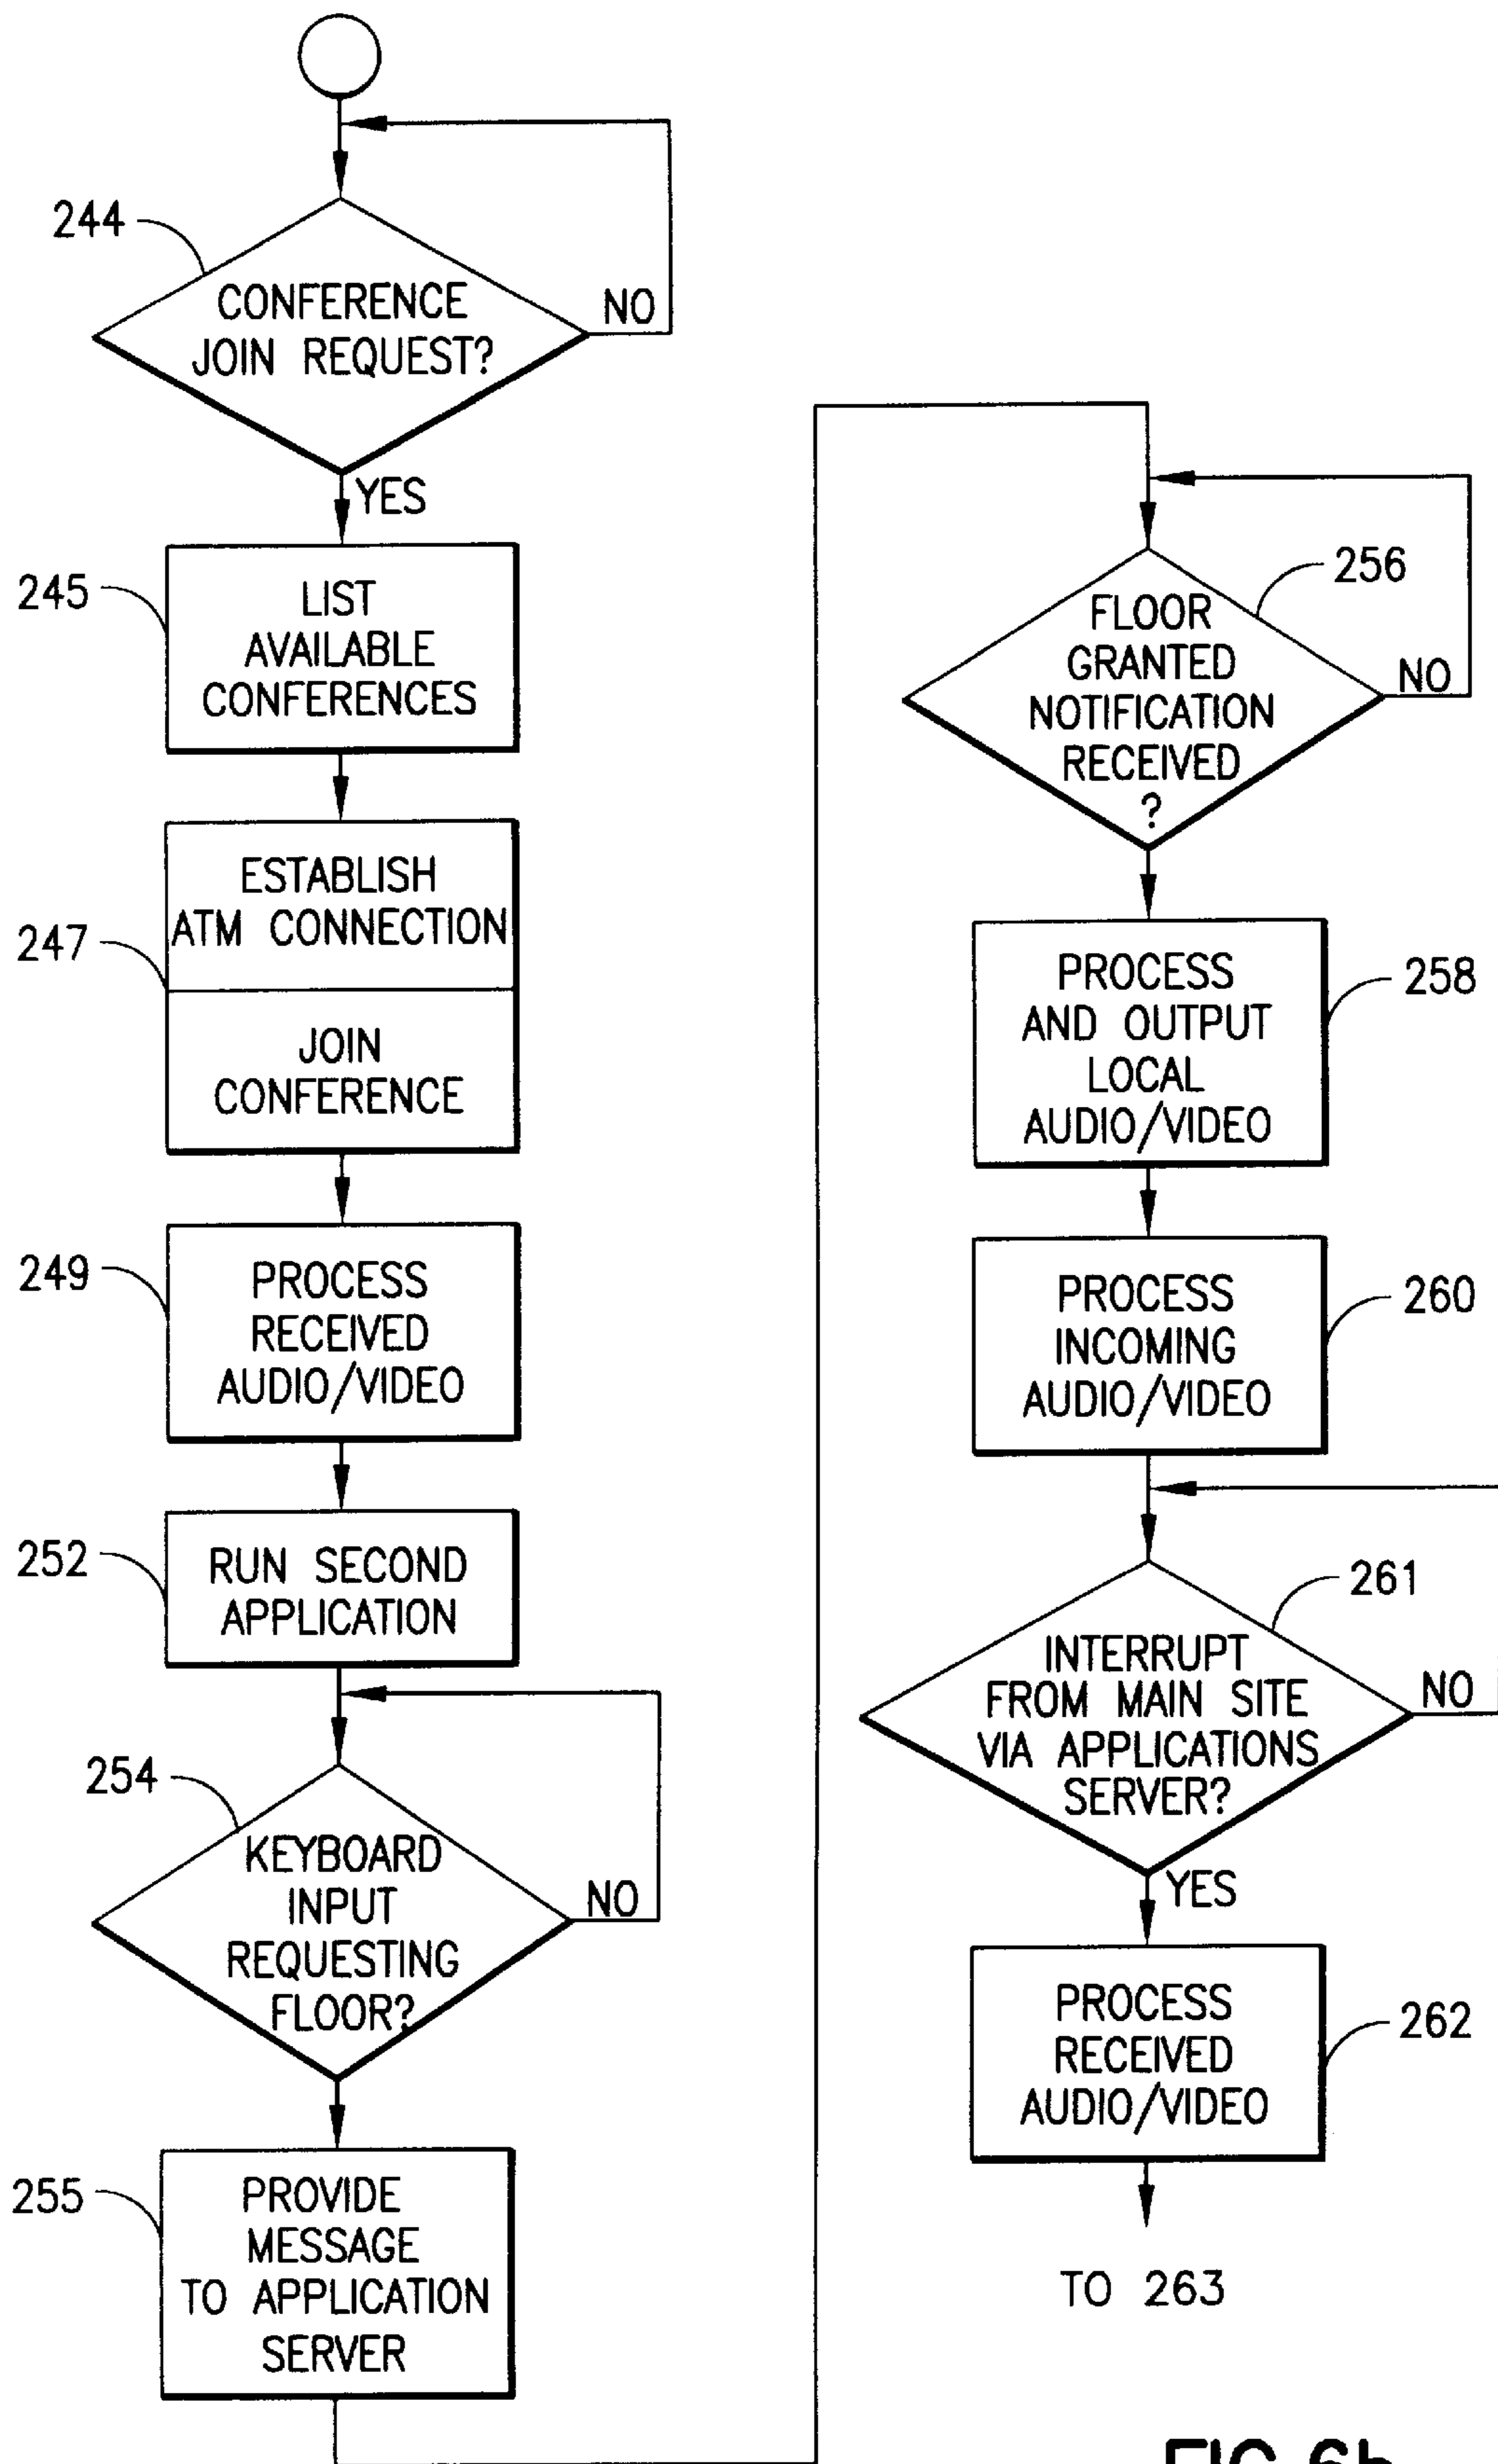 244
CONFERENCE
JOIN REQUEST?
NO
YES
245
LIST
AVAILABLE
CONFERENCES
247
ESTABLISH
ATM CONNECTION
JOIN
CONFERENCE
249
PROCESS
RECEIVED
AUDIO/VIDEO
252
RUN SECOND
APPLICATION
254
KEYBOARD
INPUT
REQUESTING
FLOOR?
NO
255
PROVIDE
MESSAGE
TO APPLICATION
SERVER
256
FLOOR
GRANTED
NOTIFICATION
RECEIVED
?
NO
258
PROCESS
AND OUTPUT
LOCAL
AUDIO/VIDEO
260
PROCESS
INCOMING
AUDIO/VIDEO
261
INTERRUPT
FROM MAIN SITE
VIA APPLICATIONS
SERVER?
NO
YES
262
PROCESS
RECEIVED
AUDIO/VIDEO
TO 263
FIG.6b